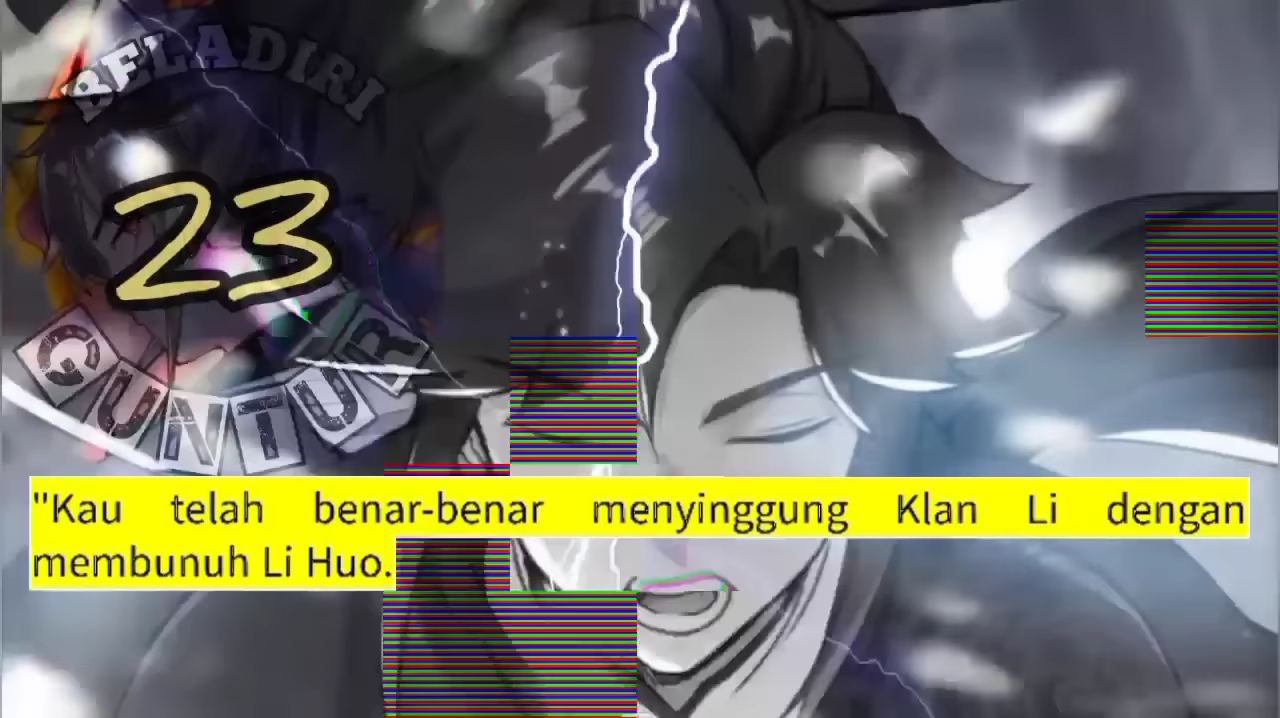 BELADIRI
23
GUNTUR
"Kau telah benar-benar menyinggung Klan Li dengan
membunuh Li Huo.